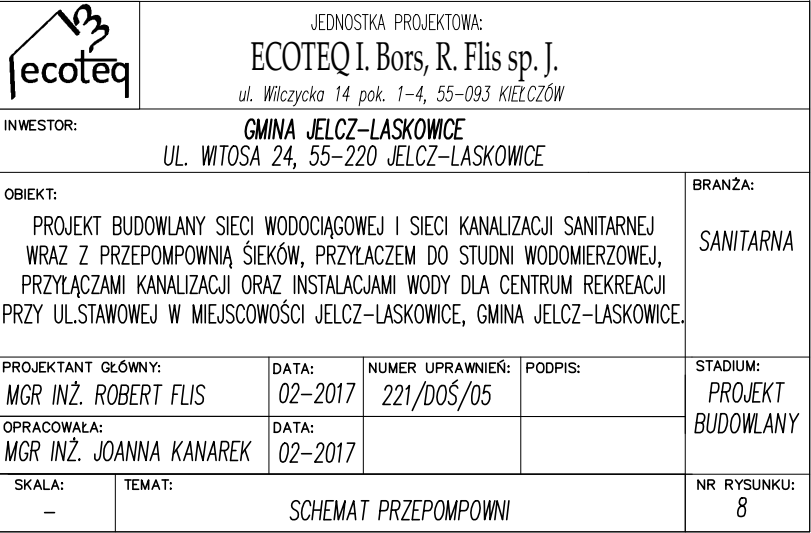 ecoteq
JEDNOSTKA PROJEKTOWA:
ECOTEQ I. Bors, R. Flis sp. J.
ul. Wilczycka 14 pok. 1-4, 55-093 KIEŁCZÓW
INWESTOR:
GMINA JELCZ-LASKOWICE
UL. WITOSA 24, 55-220 JELCZ-LASKOWICE
OBIEKT:
PROJEKT BUDOWLANY SIECI WODOCIĄGOWEJ I SIECI KANALIZACJI SANITARNEJ
WRAZ Z PRZEPOMPOWNIĄ ŚIEKÓW, PRZYŁACZEM DO STUDNI WODOMIERZOWEJ,
PRZYŁĄCZAMI KANALIZACJI ORAZ INSTALACJAMI WODY DLA CENTRUM REKREACJI
PRZY UL.STAWOWEJ W MIEJSCOWOŚCI JELCZ-LASKOWICE, GMINA JELCZ-LASKOWICE.
BRANŻA:
SANITARNA
PROJEKTANT GŁÓWNY:
MGR INŻ. ROBERT FLIS
DATA:
02-2017
NUMER UPRAWNIEŃ:
221/DOŚ/05
PODPIS:
STADIUM:
PROJEKT
BUDOWLANY
OPRACOWAŁA:
MGR INŻ. JOANNA KANAREK
DATA:
02-2017
SKALA:
-
TEMAT:
SCHEMAT PRZEPOMPOWNI
NR RYSUNKU:
8